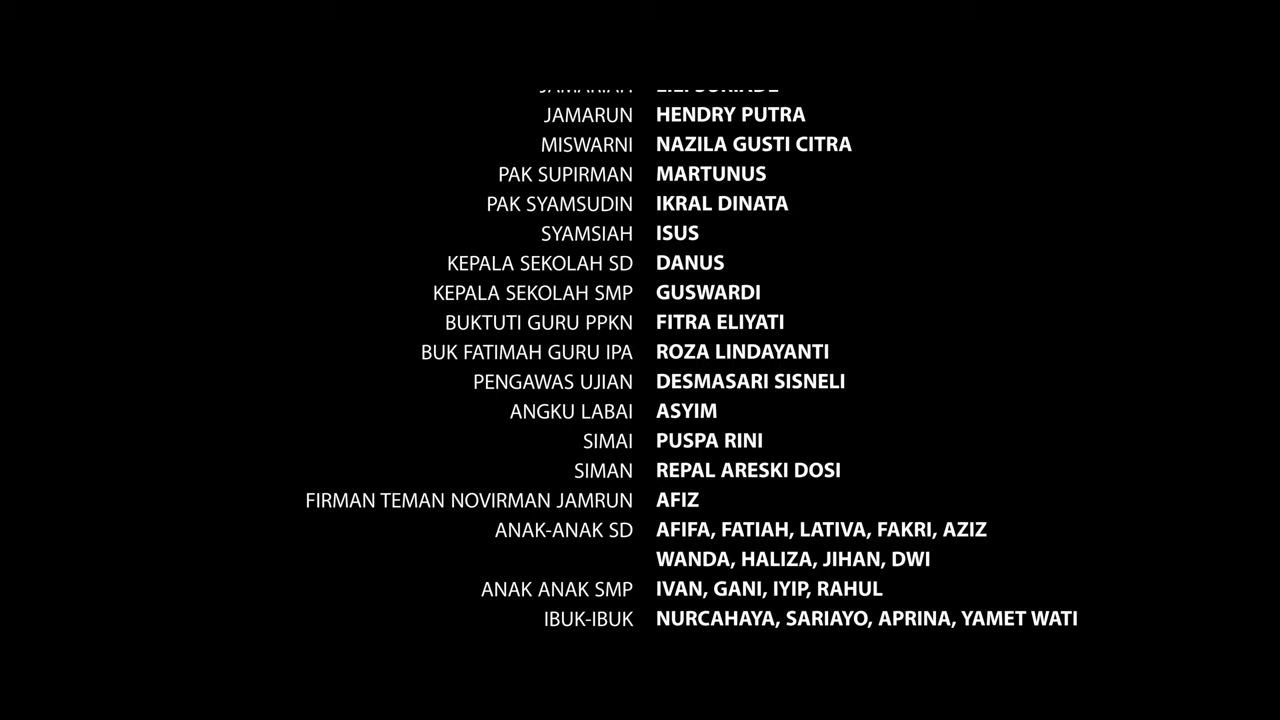 JAMARUN HENDRY PUTRA
MISWARNI NAZILA GUSTI CITRA
PAK SUPIRMAN MARTUNUS
PAK SYAMSUDIN IKRAL DINATA
SYAMSIAH ISUS
KEPALA SEKOLAH SD DANUS
KEPALA SEKOLAH SMP GUSWARDI
BUKTUTI GURU PPKN FITRA ELIYATI
BUK FATIMAH GURU IPA ROZA LINDAYANTI
PENGAWAS UJIAN DESMASARI SISNELI
ANGKU LABAI ASYIM
SIMAI PUSPA RINI
SIMAN REPAL ARESKI DOSI
FIRMAN TEMAN NOVIRMAN JAMRUN AFIZ
ANAK-ANAK SD AFIFA, FATIAH, LATIVA, FAKRI, AZIZ
WANDA, HALIZA, JIHAN, DWI
ANAK ANAK SMP IVAN, GANI, IYIP, RAHUL
IBUK-IBUK NURCAHAYA, SARIAYO, APRINA, YAMET WATI